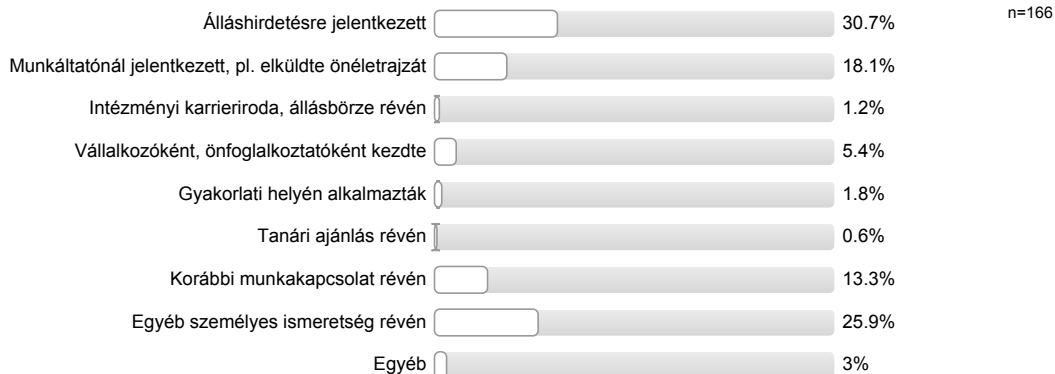 Álláshirdetésre jelentkezett 30.7% n=166
Munkáltatónál jelentkezett, pl. elküldte önéletrajzát 18.1%
Intézményi karrieriroda, állásbörze révén 1.2%
Vállalkozóként, önfoglalkoztatóként kezdte 5.4%
Gyakorlati helyén alkalmazták 1.8%
Tanári ajánlás révén 0.6%
Korábbi munkakapcsolat révén 13.3%
Egyéb személyes ismeretség révén 25.9%
Egyéb 3%